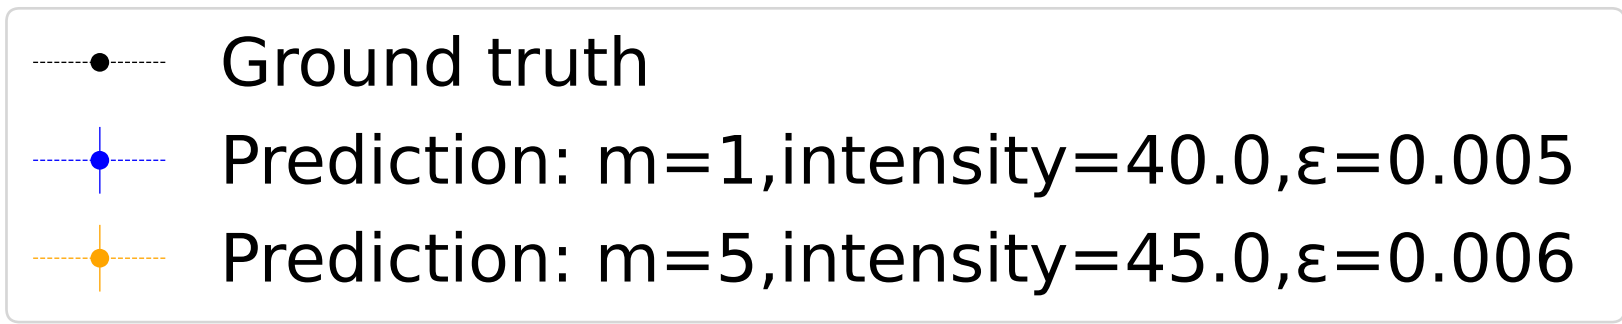 Ground truth
Prediction: m=1,intensity=40.0,ε=0.005
Prediction: m=5,intensity=45.0,ε=0.006